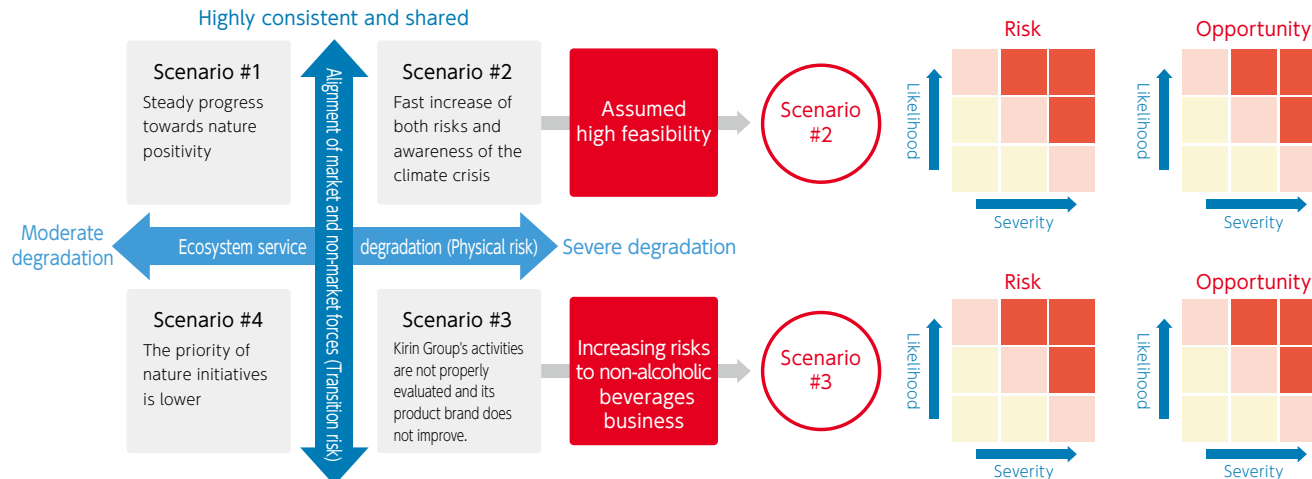 Highly consistent and shared
Scenario #1
Steady progress
towards nature
positivity
Scenario #2
Fast increase of
both risks and
awareness of the
climate crisis
Assumed
high feasibility
Scenario
#2
Risk
Likelihood
Severity
Opportunity
Likelihood
Severity
Alignment of market and non-market forces (Transition risk)
Moderate
degradation
Ecosystem service degradation (Physical risk)
Severe degradation
Scenario #4
The priority of
nature initiatives
is lower
Scenario #3
Kirin Group's activities
are not properly
evaluated and its
product brand does
not improve.
Increasing risks
to non-alcoholic
beverages
business
Scenario
#3
Risk
Likelihood
Severity
Opportunity
Likelihood
Severity